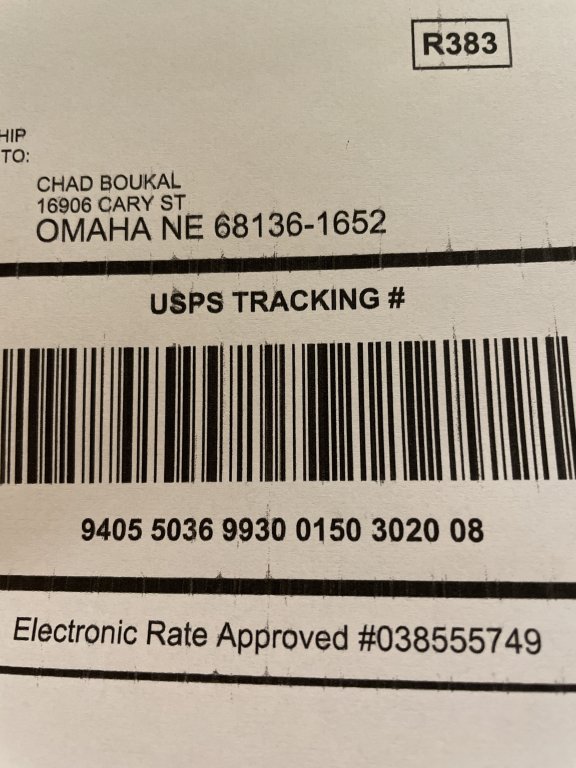 R383
HIP
TO:
CHAD BOUKAL
16906 CARY ST
OMAHA NE 68136-1652
USPS TRACKING #
9405 5036 9930 0150 3020 08
Electronic Rate Approved #038555749